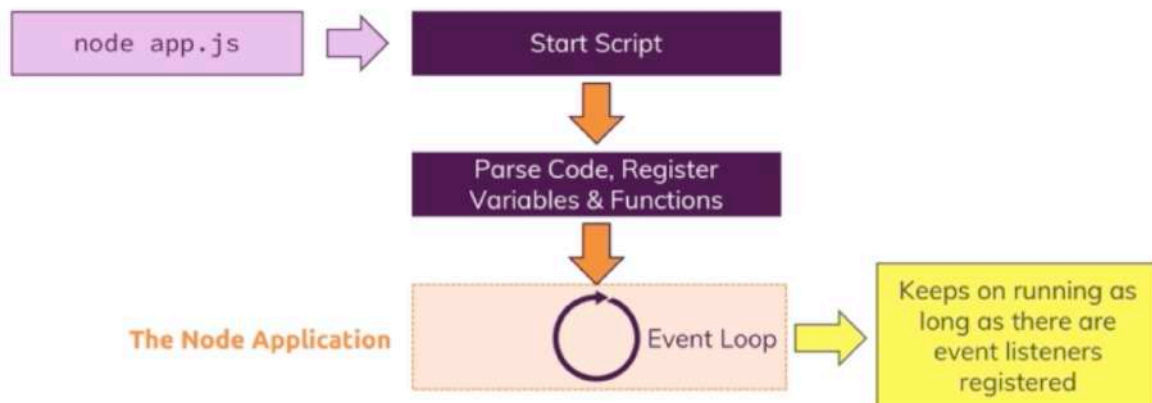 node app.js
Start Script
Parse Code, Register
Variables & Functions
The Node Application
Event Loop
Keeps on running as
long as there are
event listeners
registered